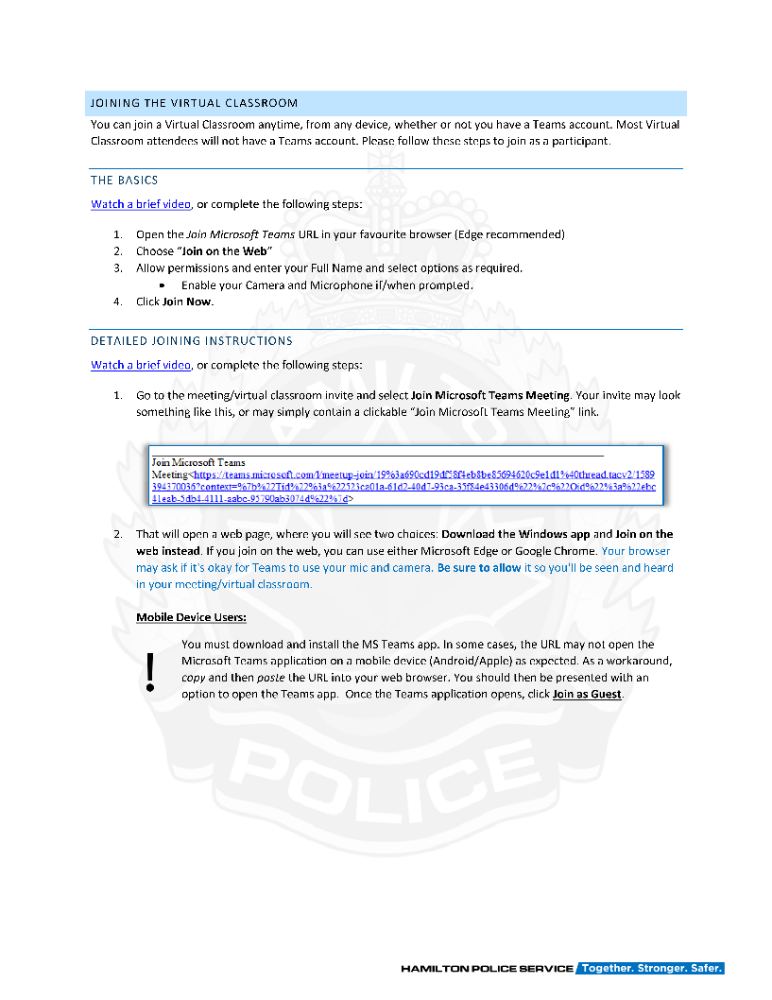 JOINING THE VIRTUAL CLASSROOM
You can join a Virtual Classroom anytime, from any device, whether or not you have a Teams account. Most Virtual
Classroom attendees will not have a Teams account. Please follow these steps to join as a participant.
THE BASICS
Watch a brief video, or complete the following steps:
1. Open the Join Microsoft Teams URL in your favourite browser (Edge recommended)
2. Choose “Join on the Web”
3. Allow permissions and enter your Full Name and select options as required.
• Enable your Camera and Microphone if/when prompted.
4. Click Join Now.
DETAILED JOINING INSTRUCTIONS
Watch a brief video, or complete the following steps:
1. Go to the meeting/virtual classroom invite and select Join Microsoft Teams Meeting. Your invite may look
something like this, or may simply contain a clickable “Join Microsoft Teams Meeting” link.
Join Microsoft Teams
Meeting<https://teams.microsoft.com/l/meetup-join/19%3a690cd19df58f4eb8be85694620c9e1d1%40thread.tacv2/1589
394370036?context=%7b%22Tid%22%3a%22523ca01a-61d2-40d7-93ca-35f84e43306d%22%2c%22Oid%22%3a%22ebc
41eab-5db4-4111-aabc-95790ab3074d%22%7d>
2. That will open a web page, where you will see two choices: Download the Windows app and Join on the
web instead. If you join on the web, you can use either Microsoft Edge or Google Chrome. Your browser
may ask if it's okay for Teams to use your mic and camera. Be sure to allow it so you'll be seen and heard
in your meeting/virtual classroom.
Mobile Device Users:
! You must download and install the MS Teams app. In some cases, the URL may not open the
Microsoft Teams application on a mobile device (Android/Apple) as expected. As a workaround,
copy and then paste the URL into your web browser. You should then be presented with an
option to open the Teams app. Once the Teams application opens, click Join as Guest.
POLICE
HAMILTON POLICE SERVICE Together. Stronger. Safer.